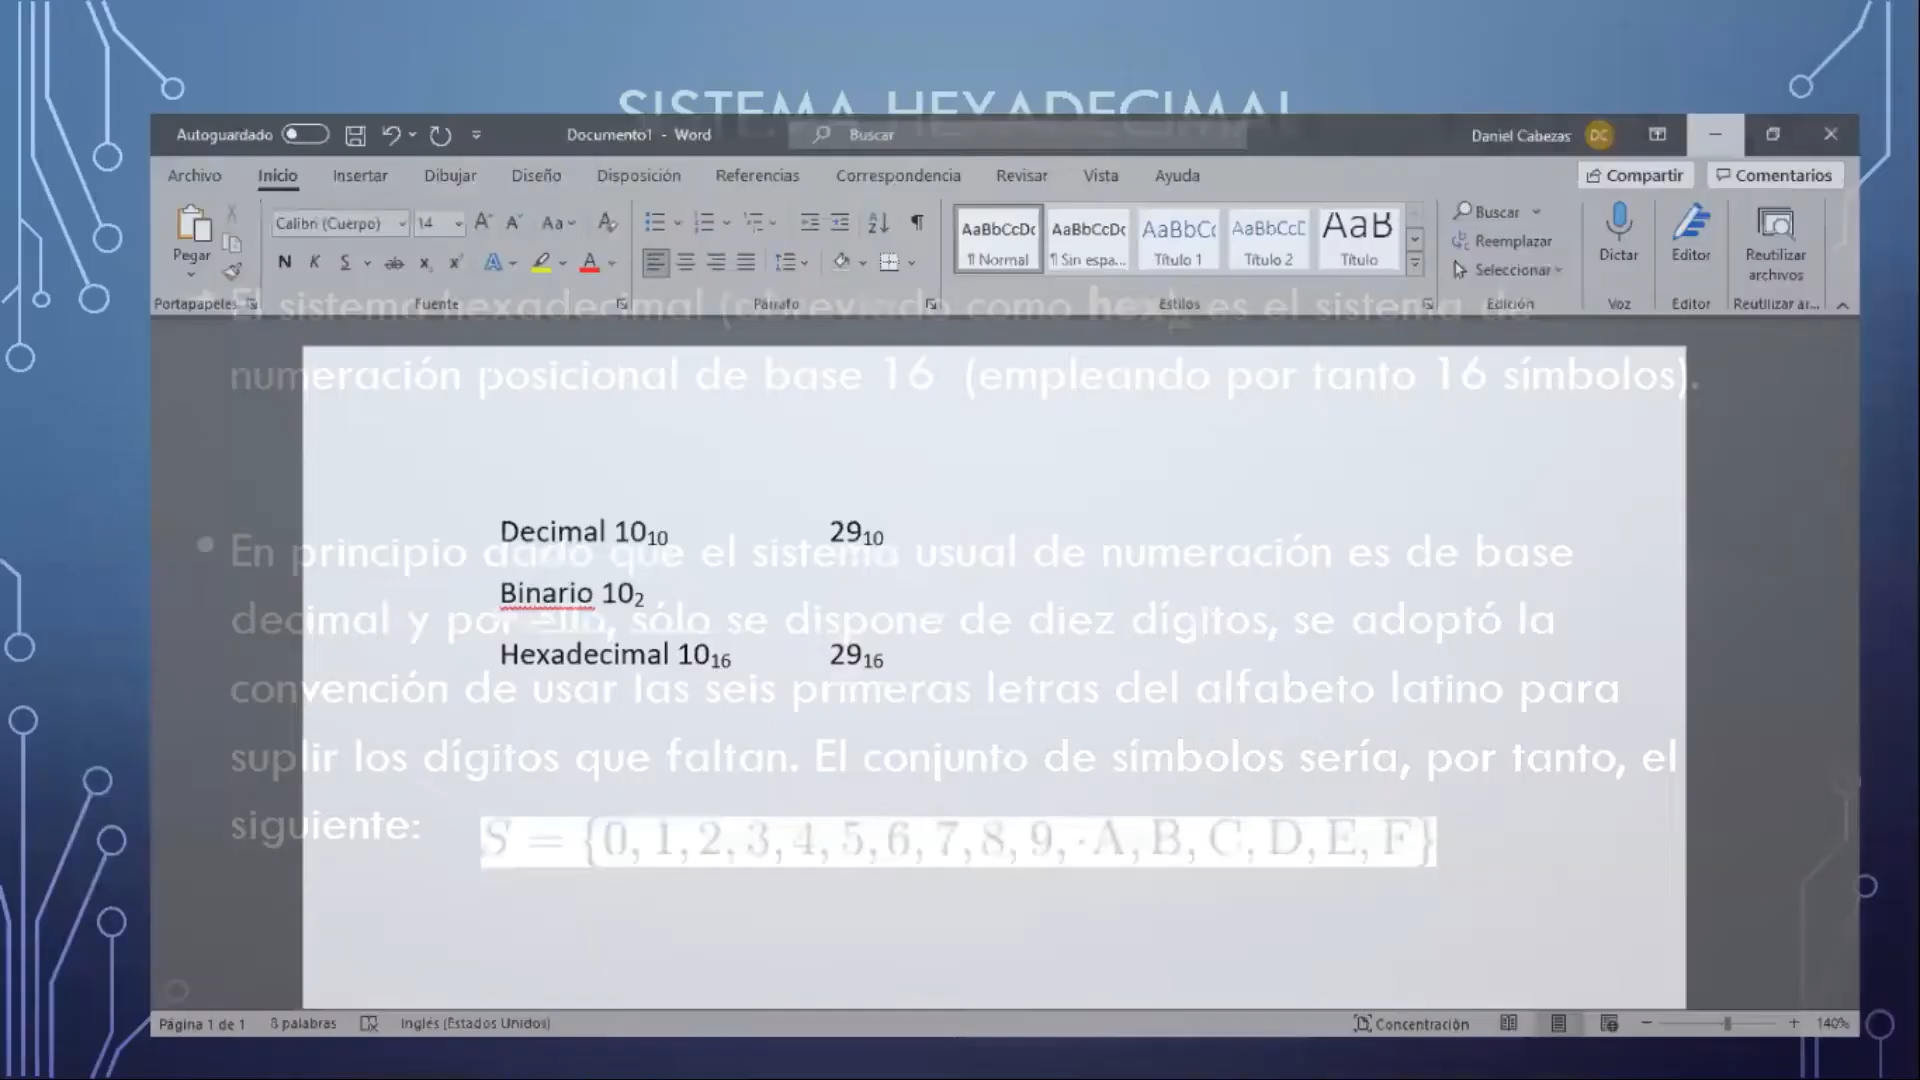 SISTEMA HEXADECIMAL
Autoguardado
Documento1 - Word
Buscar
Daniel Cabezas
DC
Archivo
Inicio
Insertar
Dibujar
Diseño
Disposición
Referencias
Correspondencia
Revisar
Vista
Ayuda
Compartir
Comentarios
Pegar
Calibri (Cuerpo)
14
Aa
N K S ab x x A A
AaBbCcDc
¶ Normal
AaBbCcDc
¶ Sin espa...
AaBbCc
Título 1
AaBbCcC
Título 2
AaB
Título
Buscar
Reemplazar
Seleccionar
Dictar
Editor
Reutilizar
archivos
Portapapeles
Fuente
Párrafo
Estilos
Edición
Voz
Editor
Reutilizar ar...
El sistema hexadecimal (abreviado como hex) es el sistema de
numeración posicional de base 16 (empleando por tanto 16 símbolos).
Decimal 10₁₀ 29₁₀
Binario 10₂
Hexadecimal 10₁₆ 29₁₆
• En principio dado que el sistema usual de numeración es de base
decimal y por ello, sólo se dispone de diez dígitos, se adoptó la
convención de usar las seis primeras letras del alfabeto latino para
suplir los dígitos que faltan. El conjunto de símbolos sería, por tanto, el
siguiente:
S = {0, 1, 2, 3, 4, 5, 6, 7, 8, 9, ·A, B, C, D, E, F}
Página 1 de 1
8 palabras
Inglés (Estados Unidos)
Concentración
140%